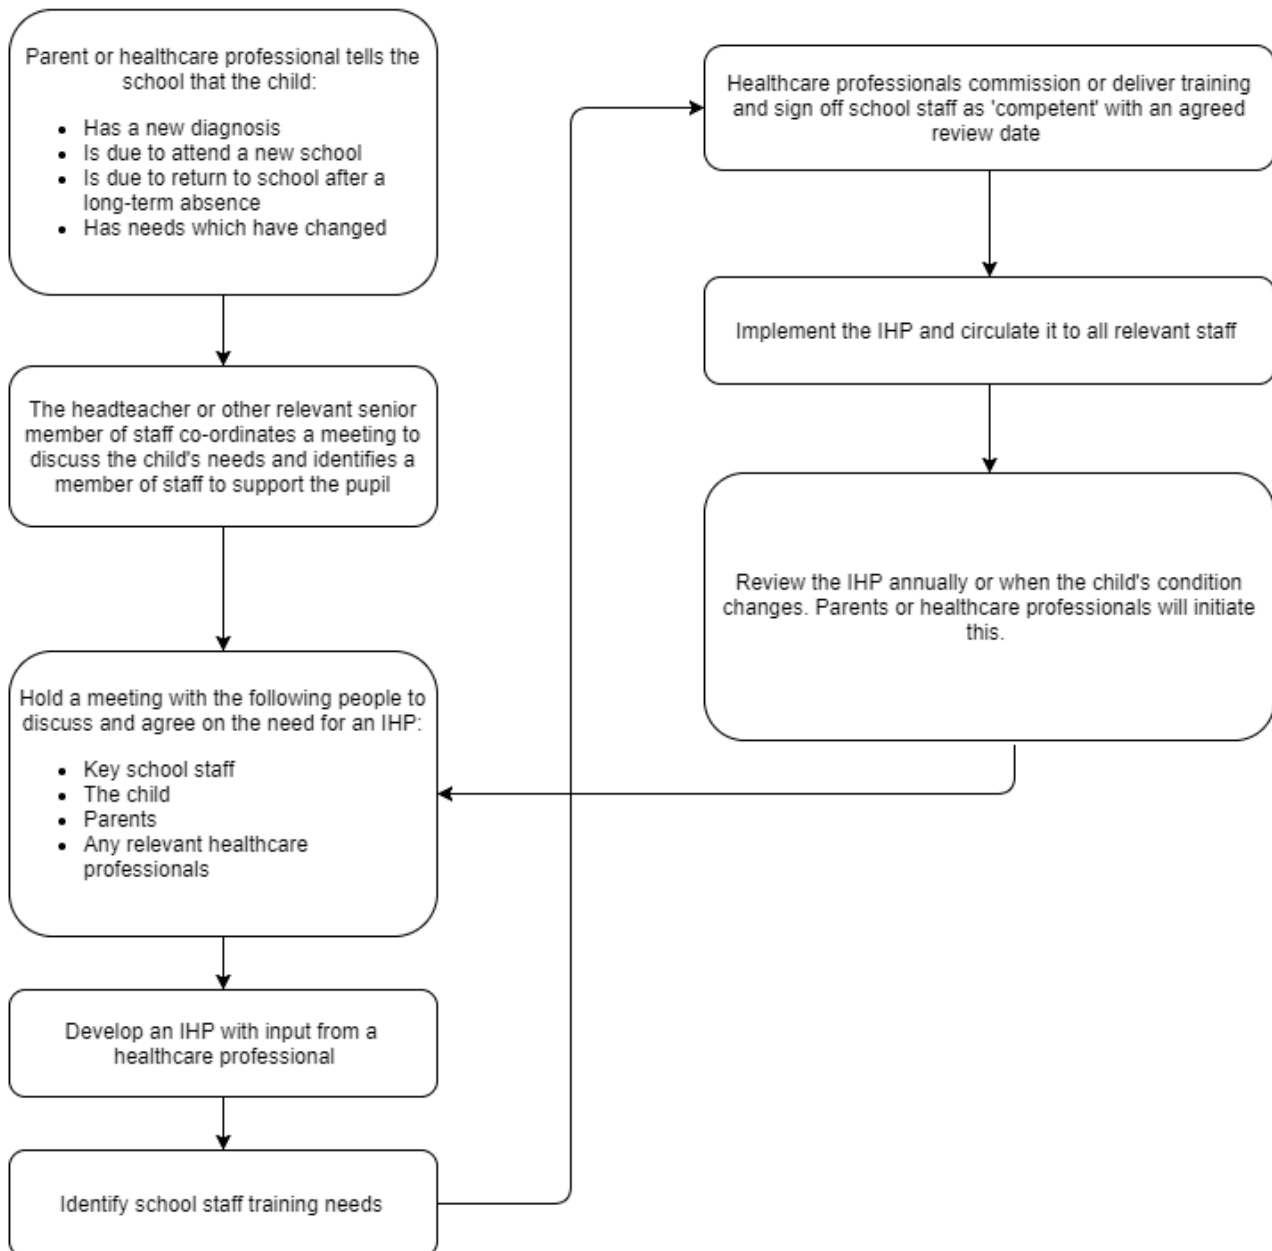 Parent or healthcare professional tells the
school that the child:
• Has a new diagnosis
• Is due to attend a new school
• Is due to return to school after a
long-term absence
• Has needs which have changed
The headteacher or other relevant senior
member of staff co-ordinates a meeting to
discuss the child's needs and identifies a
member of staff to support the pupil
Hold a meeting with the following people to
discuss and agree on the need for an IHP:
• Key school staff
• The child
• Parents
• Any relevant healthcare
professionals
Develop an IHP with input from a
healthcare professional
Identify school staff training needs
Healthcare professionals commission or deliver training
and sign off school staff as 'competent' with an agreed
review date
Implement the IHP and circulate it to all relevant staff
Review the IHP annually or when the child's condition
changes. Parents or healthcare professionals will initiate
this.